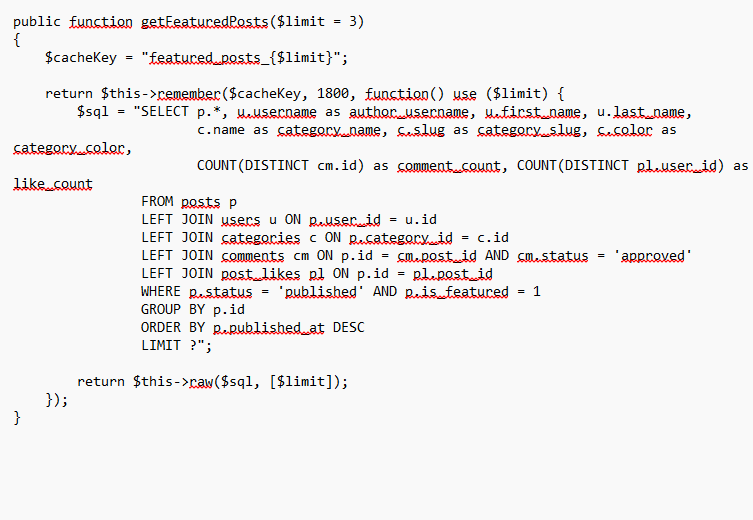 public function getFeaturedPosts($limit = 3)
{
    $cacheKey = "featured_posts_{$limit}";

    return $this->remember($cacheKey, 1800, function() use ($limit) {
        $sql = "SELECT p.*, u.username as author_username, u.first_name, u.last_name,
                       c.name as category_name, c.slug as category_slug, c.color as
category_color,
                       COUNT(DISTINCT cm.id) as comment_count, COUNT(DISTINCT pl.user_id) as
like_count
                FROM posts p
                LEFT JOIN users u ON p.user_id = u.id
                LEFT JOIN categories c ON p.category_id = c.id
                LEFT JOIN comments cm ON p.id = cm.post_id AND cm.status = 'approved'
                LEFT JOIN post_likes pl ON p.id = pl.post_id
                WHERE p.status = 'published' AND p.is_featured = 1
                GROUP BY p.id
                ORDER BY p.published_at DESC
                LIMIT ?";

        return $this->raw($sql, [$limit]);
    });
}